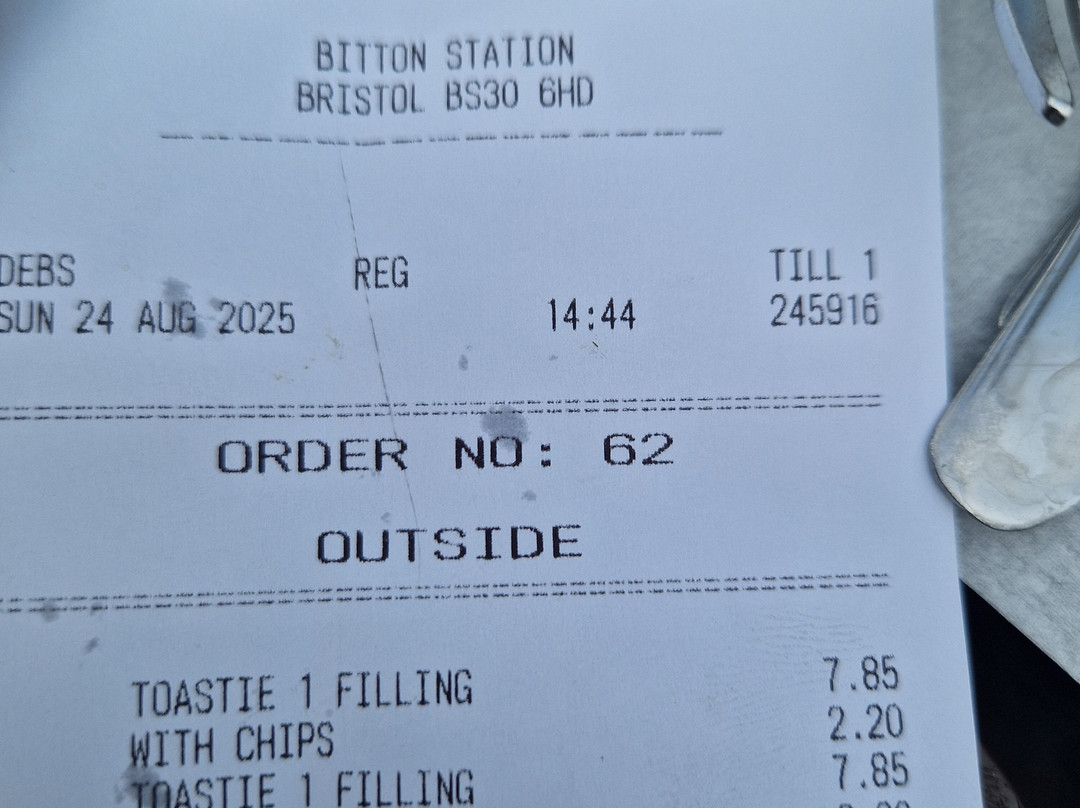 BITTON STATION
BRISTOL BS30 6HD
DEBS REG TILL 1
SUN 24 AUG 2025 14:44 245916
ORDER NO: 62
OUTSIDE
TOASTIE 1 FILLING 7.85
WITH CHIPS 2.20
TOASTIE 1 FILLING 7.85